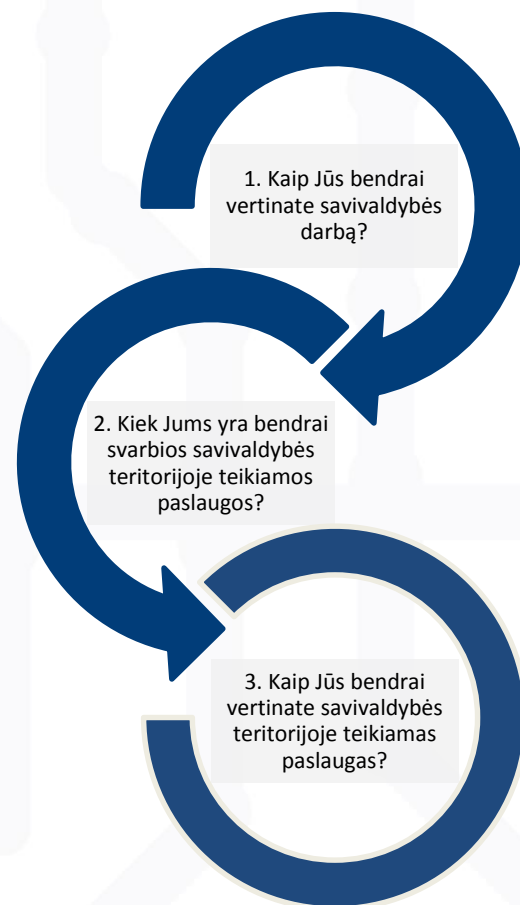 1. Kaip Jūs bendrai
vertinate savivaldybės
darbą?
2. Kiek Jums yra bendrai
svarbios savivaldybės
teritorijoje teikiamos
paslaugos?
3. Kaip Jūs bendrai
vertinate savivaldybės
teritorijoje teikiamas
paslaugas?